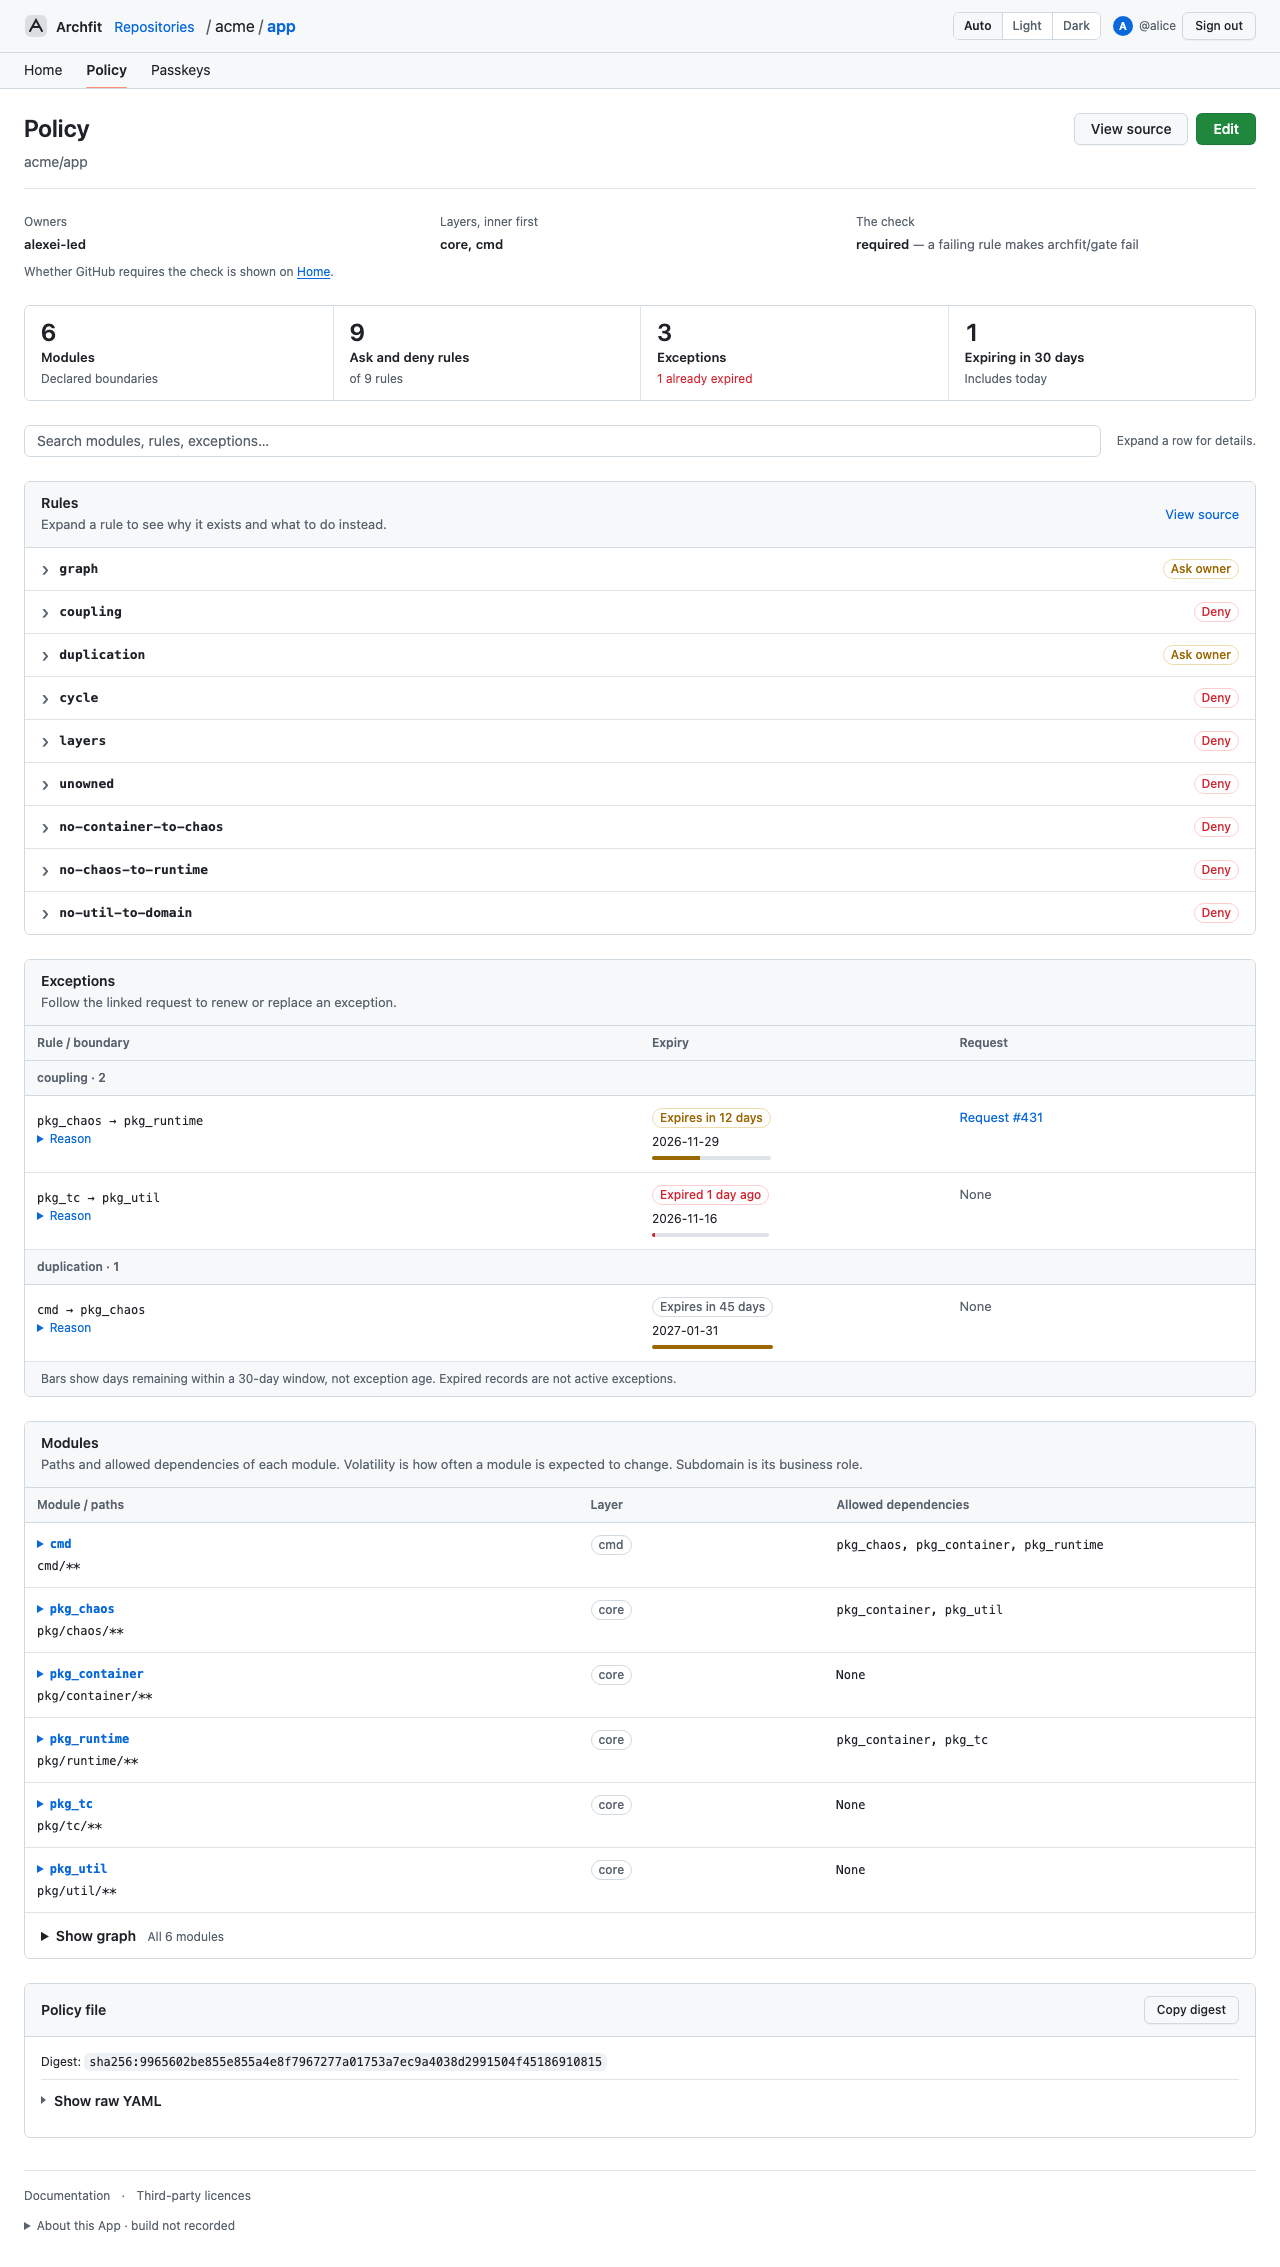 Archfit Repositories / acme / app
Auto Light Dark A @alice Sign out
Home Policy Passkeys
Policy
View source Edit
acme/app
Owners
alexei-led
Layers, inner first
core, cmd
The check
required — a failing rule makes archfit/gate fail
Whether GitHub requires the check is shown on Home.
6
Modules
Declared boundaries
9
Ask and deny rules
of 9 rules
3
Exceptions
1 already expired
1
Expiring in 30 days
Includes today
Search modules, rules, exceptions...
Expand a row for details.
Rules
Expand a rule to see why it exists and what to do instead.
View source
graph Ask owner
coupling Deny
duplication Ask owner
cycle Deny
layers Deny
unowned Deny
no-container-to-chaos Deny
no-chaos-to-runtime Deny
no-util-to-domain Deny
Exceptions
Follow the linked request to renew or replace an exception.
Rule / boundary Expiry Request
coupling · 2
pkg_chaos → pkg_runtime
Reason
Expires in 12 days
2026-11-29
Request #431
pkg_tc → pkg_util
Reason
Expired 1 day ago
2026-11-16
None
duplication · 1
cmd → pkg_chaos
Reason
Expires in 45 days
2027-01-31
None
Bars show days remaining within a 30-day window, not exception age. Expired records are not active exceptions.
Modules
Paths and allowed dependencies of each module. Volatility is how often a module is expected to change. Subdomain is its business role.
Module / paths Layer Allowed dependencies
cmd
cmd/**
cmd
pkg_chaos, pkg_container, pkg_runtime
pkg_chaos
pkg/chaos/**
core
pkg_container, pkg_util
pkg_container
pkg/container/**
core
None
pkg_runtime
pkg/runtime/**
core
pkg_container, pkg_tc
pkg_tc
pkg/tc/**
core
None
pkg_util
pkg/util/**
core
None
Show graph All 6 modules
Policy file
Copy digest
Digest: sha256:9965602be855e855a4e8f7967277a01753a7ec9a4038d2991504f45186910815
Show raw YAML
Documentation · Third-party licences
About this App · build not recorded